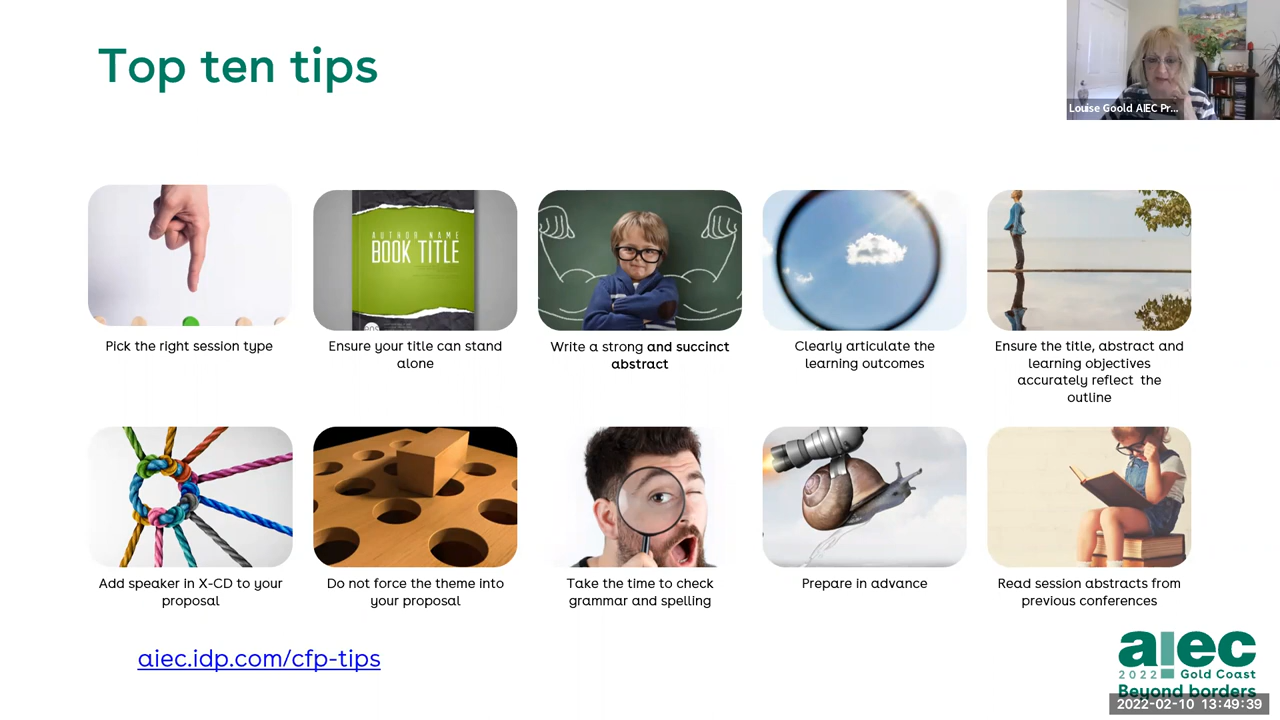 Top ten tips
Louise Goold AIEC Pr...
AUTHOR NAME
BOOK TITLE
Pick the right session type
Ensure your title can stand
alone
Write a strong and succinct
abstract
Clearly articulate the
learning outcomes
Ensure the title, abstract and
learning objectives
accurately reflect the
outline
Add speaker in X-CD to your
proposal
Do not force the theme into
your proposal
Take the time to check
grammar and spelling
Prepare in advance
Read session abstracts from
previous conferences
aiec.idp.com/cfp-tips
aiec
2022 Gold Coast
Beyond borders
2022-02-10 13:49:39